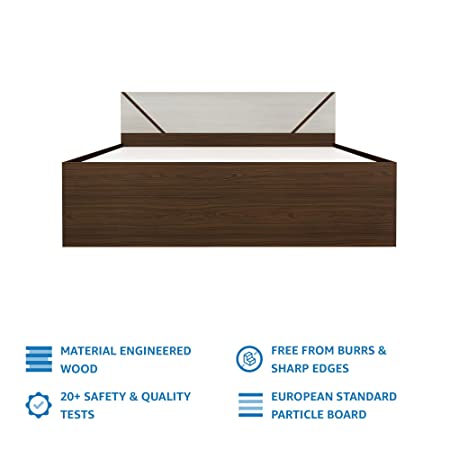 MATERIAL ENGINEERED
WOOD
FREE FROM BURRS &
SHARP EDGES
20+ SAFETY & QUALITY
TESTS
EUROPEAN STANDARD
PARTICLE BOARD